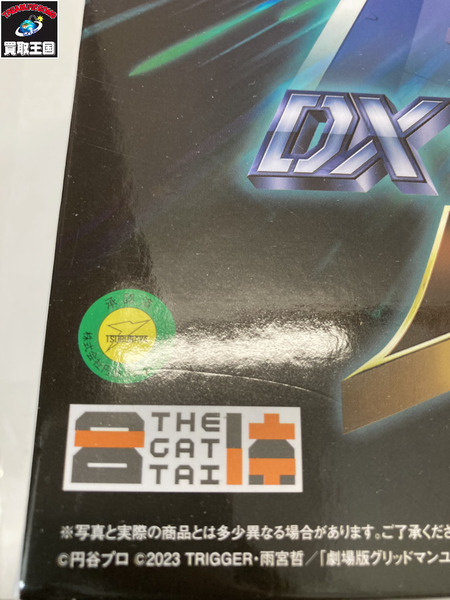 買取王国
DX
TSUBURAYA
合 THE GAT TAI 体
※写真と実際の商品とは多少異なる場合があります。ご了承くださ
©円谷プロ ©2023 TRIGGER・雨宮哲/「劇場版グリッドマンユ